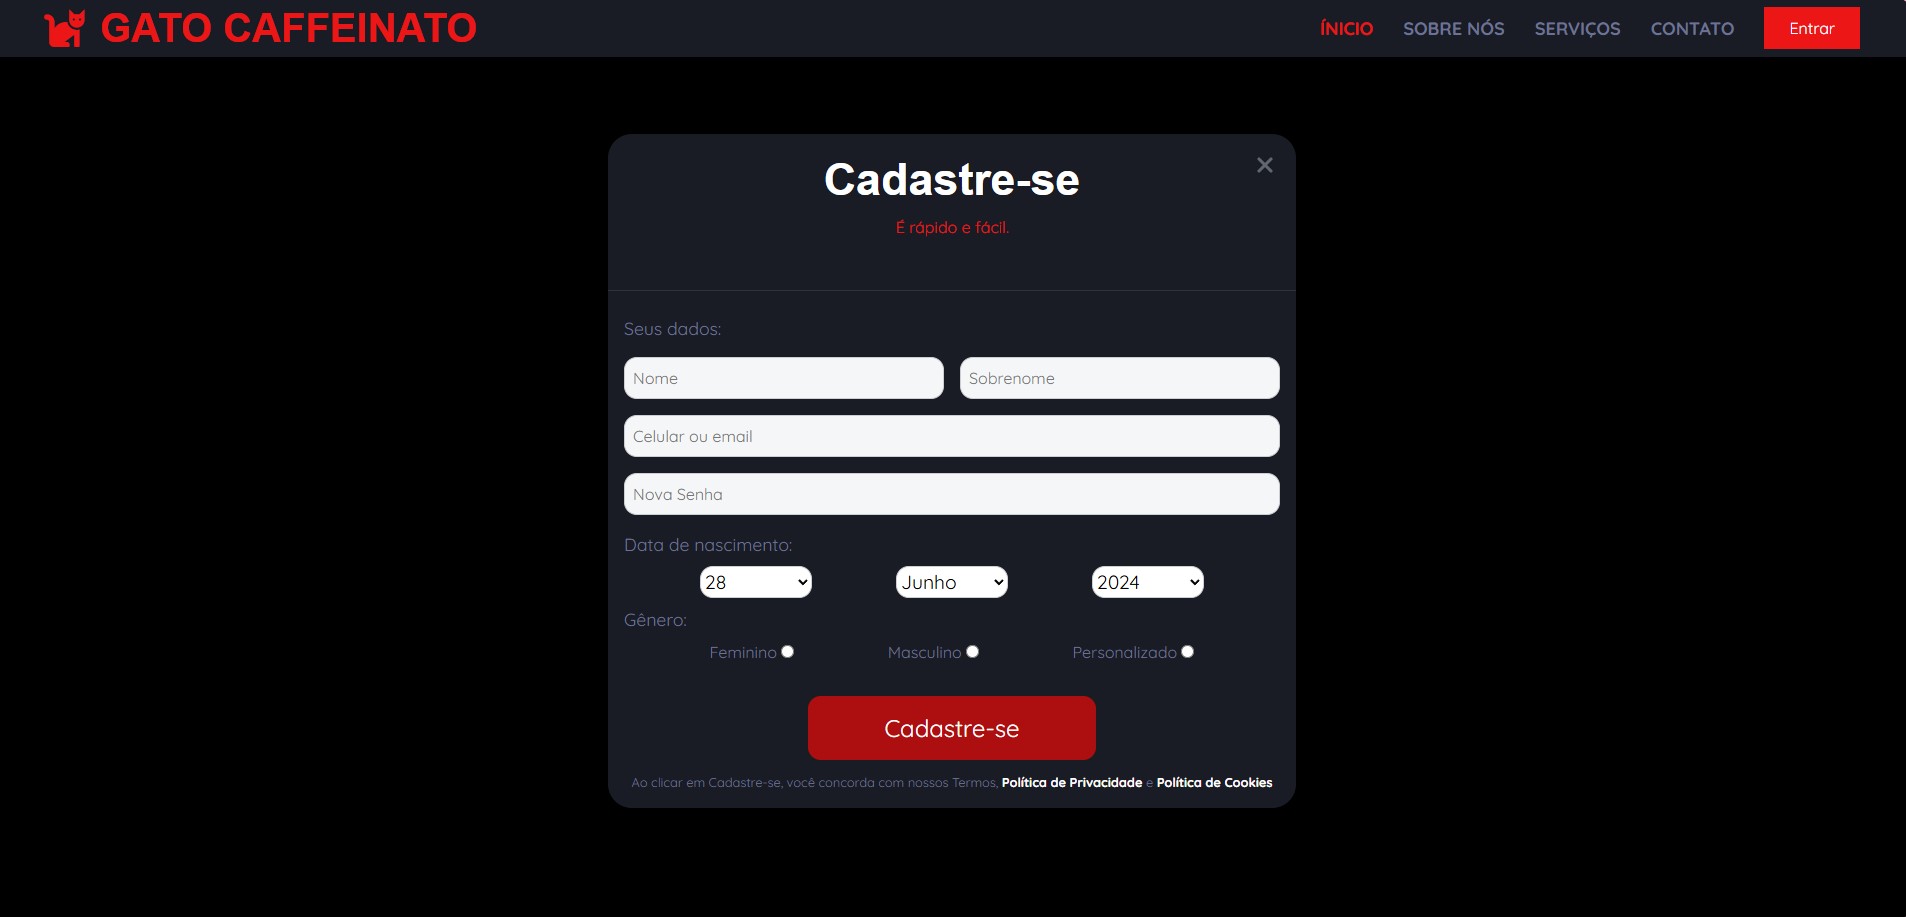 GATO CAFFEINATO
ÍNICIO SOBRE NÓS SERVIÇOS CONTATO Entrar
Cadastre-se
É rápido e fácil.
Seus dados:
Nome Sobrenome
Celular ou email
Nova Senha
Data de nascimento:
28 Junho 2024
Gênero:
Feminino Masculino Personalizado
Cadastre-se
Ao clicar em Cadastre-se, você concorda com nossos Termos, Política de Privacidade e Política de Cookies